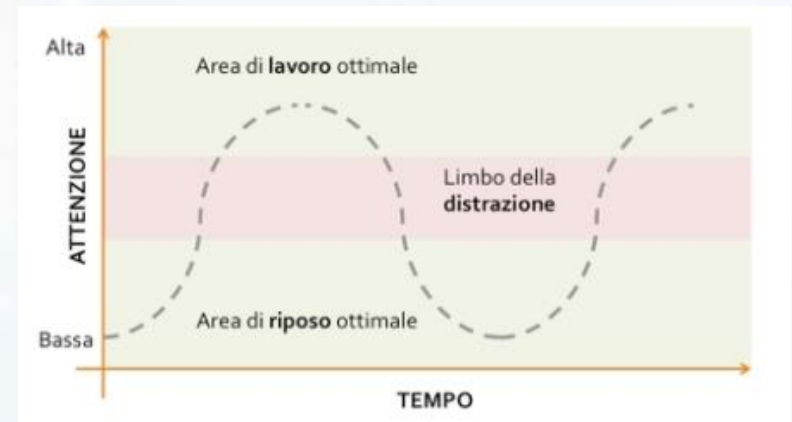 Alta
Area di lavoro ottimale
ATTENZIONE
Limbo della
distrazione
Area di riposo ottimale
Bassa
TEMPO